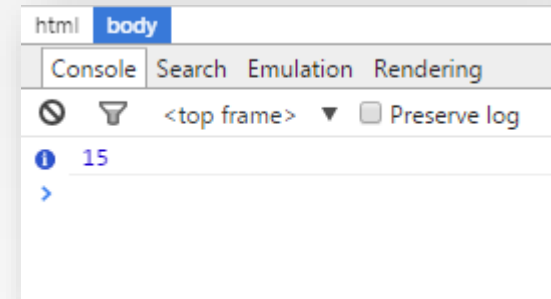 html body
Console Search Emulation Rendering
<top frame> ▼ Preserve log
15
>